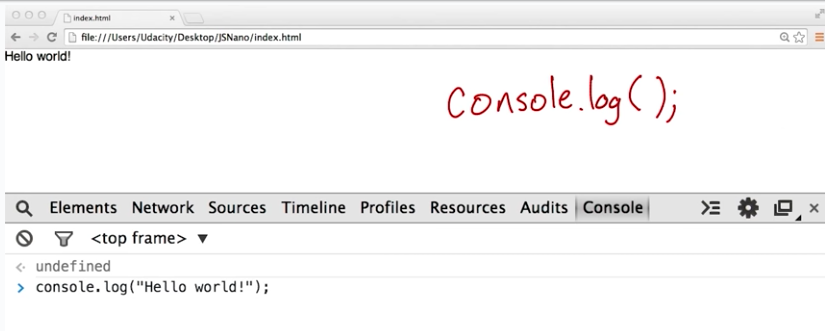 index.html
file:///Users/Udacity/Desktop/JSNano/index.html
Hello world!
console.log( );
Elements Network Sources Timeline Profiles Resources Audits Console
<top frame> ▼
undefined
console.log("Hello world!");